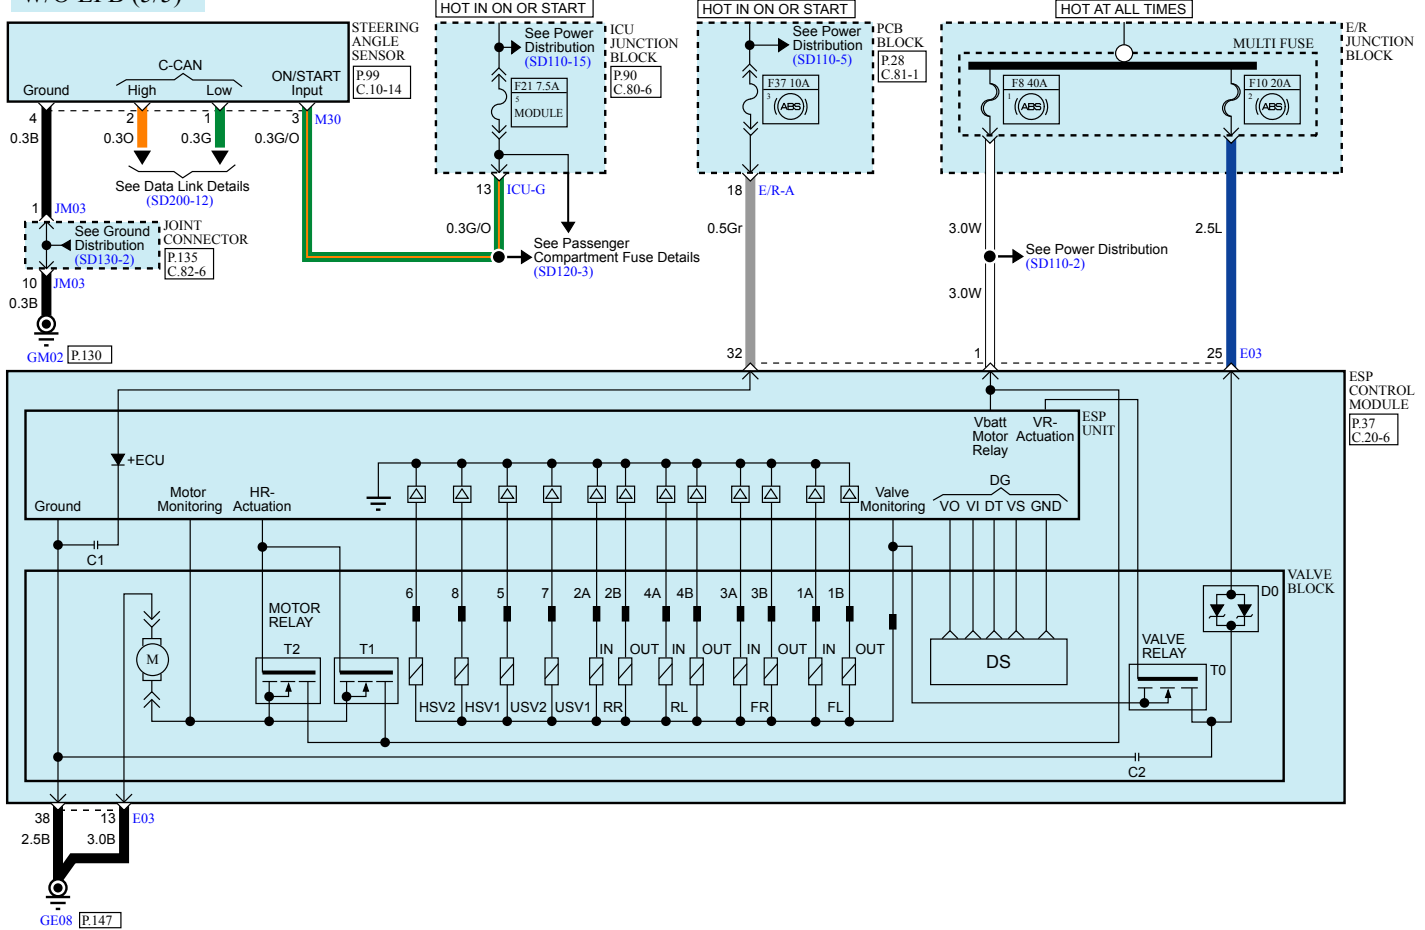 W/O EPB (3/3)
HOT IN ON OR START
HOT IN ON OR START
HOT AT ALL TIMES
STEERING
ANGLE
SENSOR
P.99
C.10-14
C-CAN
Ground
High
Low
ON/START
Input
4
2
1
3
M30
0.3B
0.3O
0.3G
0.3G/O
See Data Link Details
(SD200-12)
1
JM03
See Ground
Distribution
(SD130-2)
JOINT
CONNECTOR
P.135
C.82-6
10
JM03
0.3B
GM02
P.130
See Power
Distribution
(SD110-15)
ICU
JUNCTION
BLOCK
P.90
C.80-6
F21 7.5A
5
MODULE
13
ICU-G
0.3G/O
See Passenger
Compartment Fuse Details
(SD120-3)
See Power
Distribution
(SD110-5)
PCB
BLOCK
P.28
C.81-1
F37 10A
3
ABS
18
E/R-A
0.5Gr
E/R
JUNCTION
BLOCK
MULTI FUSE
F8 40A
1
ABS
F10 20A
2
ABS
3.0W
2.5L
See Power Distribution
(SD110-2)
3.0W
32
1
25
E03
ESP
CONTROL
MODULE
P.37
C.20-6
Vbatt
Motor
Relay
VR-
Actuation
ESP
UNIT
+ECU
Ground
Motor
Monitoring
HR-
Actuation
Valve
Monitoring
DG
VO
VI
DT
VS
GND
C1
VALVE
BLOCK
6
8
5
7
2A
2B
4A
4B
3A
3B
1A
1B
D0
MOTOR
RELAY
T2
T1
M
IN
OUT
IN
OUT
IN
OUT
IN
OUT
DS
VALVE
RELAY
T0
HSV2
HSV1
USV2
USV1
RR
RL
FR
FL
C2
38
13
E03
2.5B
3.0B
GE08
P.147